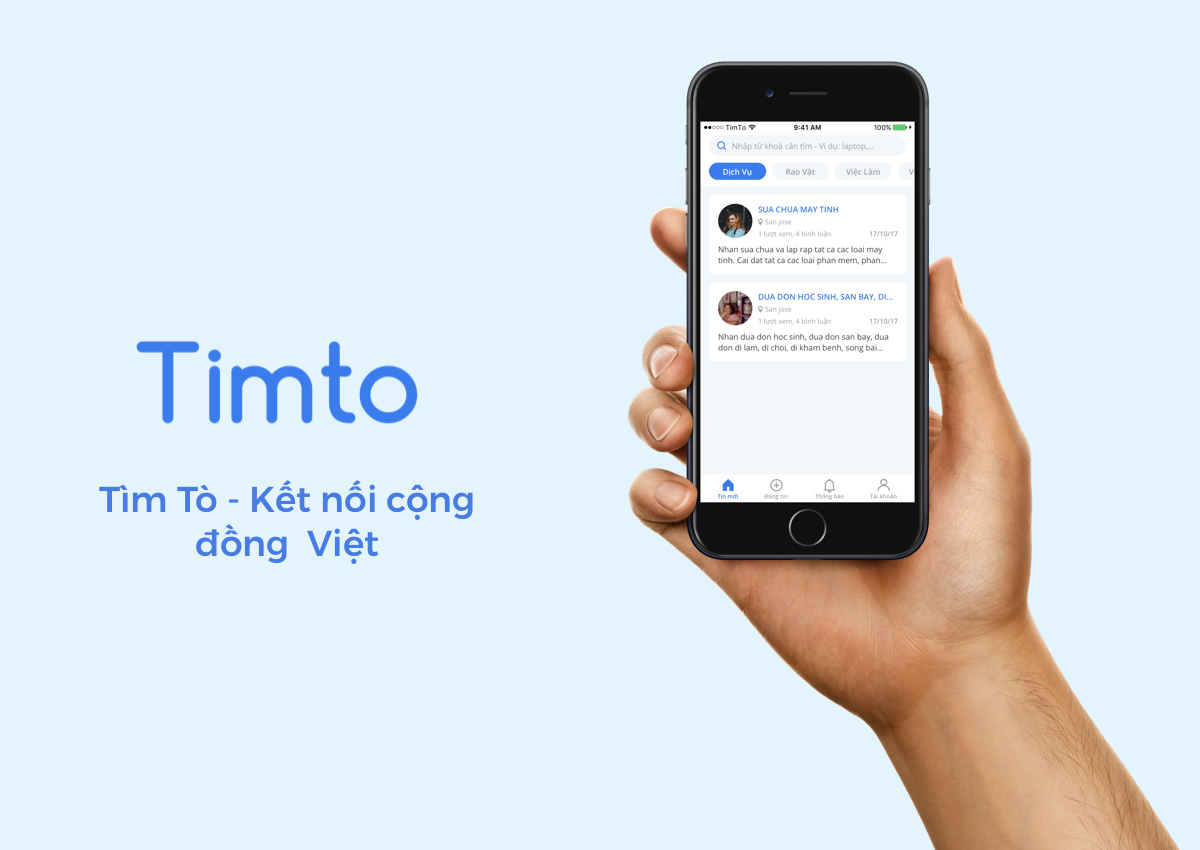 Timto
Tìm Tò - Kết nối cộng
đồng Việt
TimTo 9:41 AM 100%
Nhập từ khoá cần tìm - Ví dụ: laptop,...
Dịch Vụ Rao Vặt Việc Làm V
SUA CHUA MAY TINH
San jose
1 lượt xem, 4 bình luận 17/10/17
Nhan sua chua va lap rap tat ca cac loai may
tinh. Cai dat tat ca cac loai phan mem, phan...
DUA DON HOC SINH, SAN BAY, DI...
San jose
1 lượt xem, 4 bình luận 17/10/17
Nhan dua don hoc sinh, dua don san bay, dua
don di lam, di choi, di kham benh, song bai...
Tin mới Đăng tin Thông báo Tài khoản